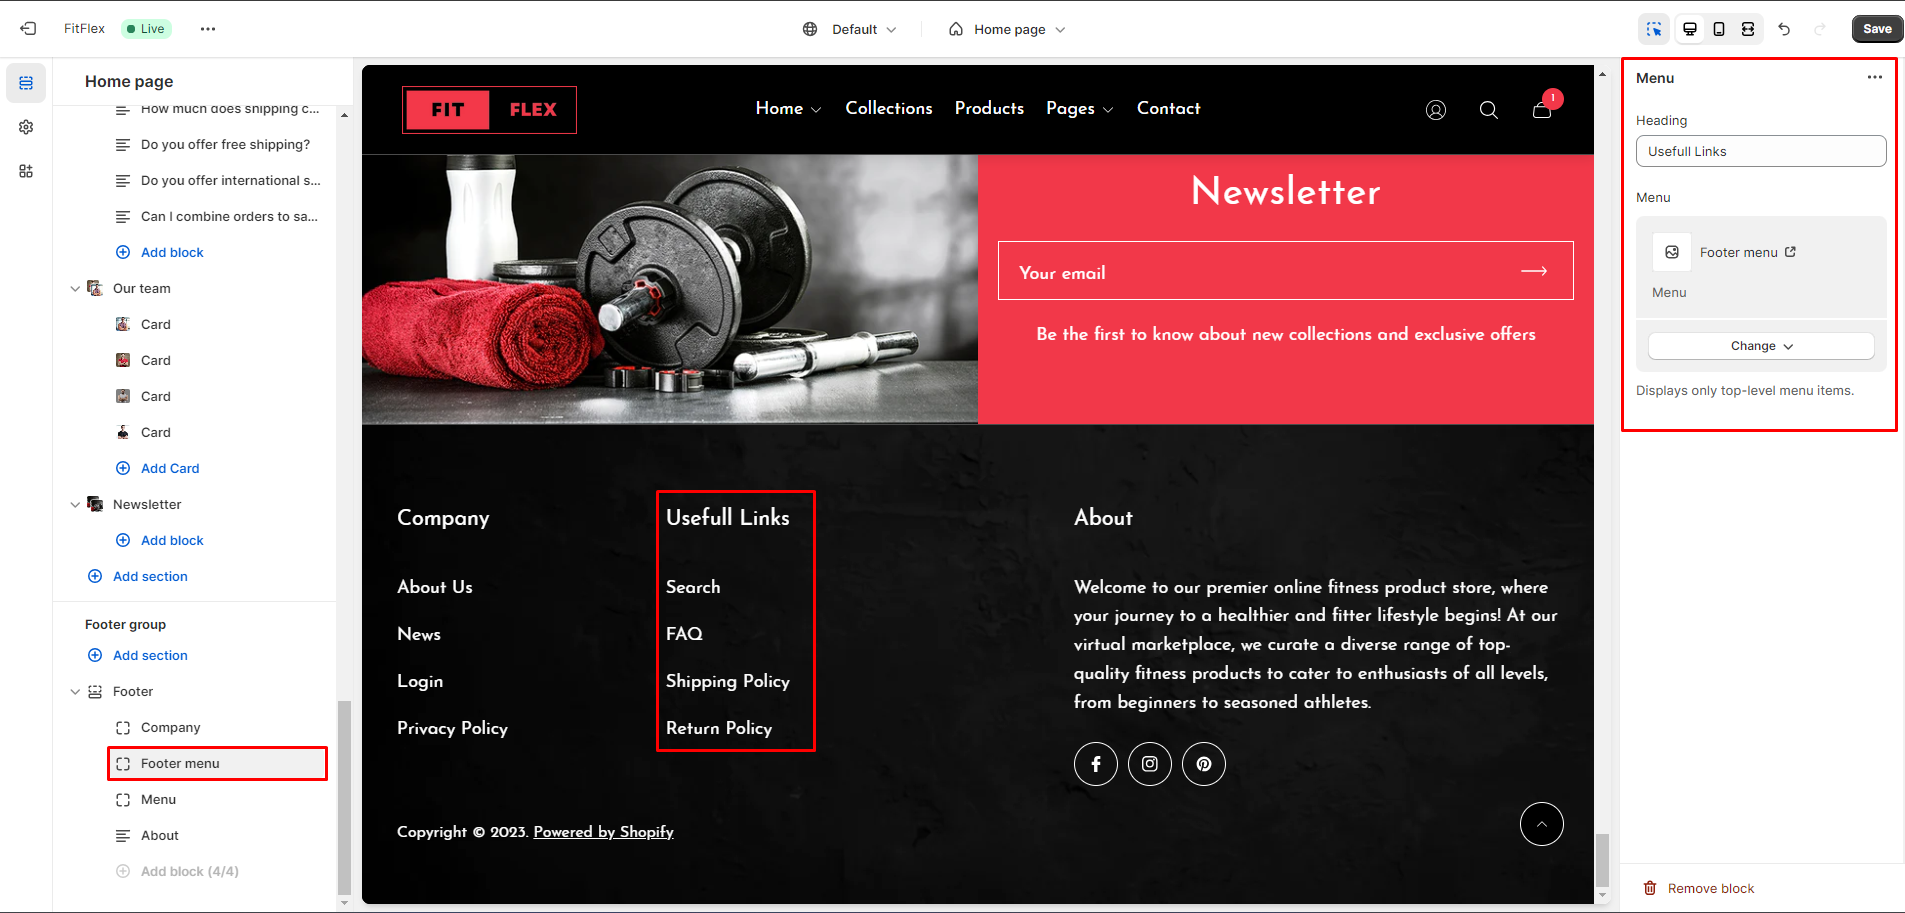 FitFlex
Live
Default
Home page
Save
Home page
How much does shipping c...
Do you offer free shipping?
Do you offer international s...
Can I combine orders to sa...
Add block
Our team
Card
Card
Card
Card
Add Card
Newsletter
Add block
Add section
Footer group
Add section
Footer
Company
Footer menu
Menu
About
Add block (4/4)
FIT FLEX
Home
Collections
Products
Pages
Contact
1
Newsletter
Your email
Be the first to know about new collections and exclusive offers
Company
About Us
News
Login
Privacy Policy
Usefull Links
Search
FAQ
Shipping Policy
Return Policy
About
Welcome to our premier online fitness product store, where
your journey to a healthier and fitter lifestyle begins! At our
virtual marketplace, we curate a diverse range of top-
quality fitness products to cater to enthusiasts of all levels,
from beginners to seasoned athletes.
Copyright © 2023. Powered by Shopify
Menu
Heading
Usefull Links
Menu
Footer menu
Menu
Change
Displays only top-level menu items.
Remove block